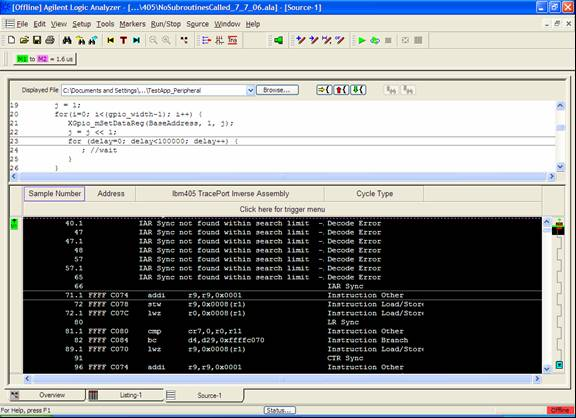 [Offline] Agilent Logic Analyzer - [...\405\NoSubroutinesCalled_7_7_06.ala] - [Source-1]
File Edit View Setup Tools Markers Run/Stop Source Window Help
M1 to M2 = 1.6 us
Displayed File C:\Documents and Settings\...\TestApp_Peripheral Browse...
19 j = 1;
20 for(i=0; i<(gpio_width-1); i++) {
21 XGpio_mSetDataReg(BaseAddress, 1, j);
22 j = j << 1;
23 for (delay=0; delay<100000; delay++) {
24 ; //wait
25 }
26 }
Sample Number Address Ibm405 TracePort Inverse Assembly Cycle Type
Click here for trigger menu
40.1 IAR Sync not found within search limit - Decode Error
47 IAR Sync not found within search limit - Decode Error
47.1 IAR Sync not found within search limit - Decode Error
48 IAR Sync not found within search limit - Decode Error
57 IAR Sync not found within search limit - Decode Error
57.1 IAR Sync not found within search limit - Decode Error
65 IAR Sync not found within search limit - Decode Error
66 IAR Sync
71.1 FFFF C074 addi r9,r9,0x0001 Instruction Other
72 FFFF C078 stw r9,0x0008(r1) Instruction Load/Store
72.1 FFFF C07C lwz r0,0x0008(r1) Instruction Load/Store
80 LR Sync
81.1 FFFF C080 cmp cr7,0,r0,r11 Instruction Other
82 FFFF C084 bc d4,d29,0xffffc070 Instruction Branch
89.1 FFFF C070 lwz r9,0x0008(r1) Instruction Load/Store
91 CTR Sync
96 FFFF C074 addi r9,r9,0x0001 Instruction Other
Overview Listing-1 Source-1
For Help, press F1 Status... Offline